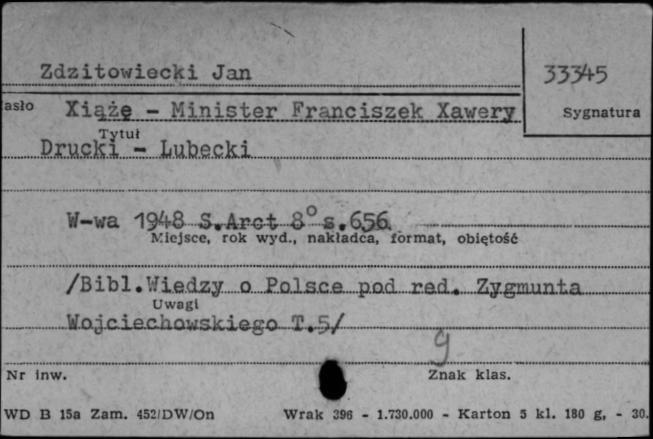 Zdzitowiecki Jan
33345
asło Xiążę - Minister Franciszek Xawery
Sygnatura
Tytuł
Drucki - Lubecki
W-wa 1948 S.Arct 8° s.656
Miejsce, rok wyd., nakładca, format, objętość
/Bibl.Wiedzy o Polsce pod red. Zygmunta
Uwagi
Wojciechowskiego T.5/
g
Nr inw.
Znak klas.
WD B 15a Zam. 452/DW/On Wrak 396 - 1.730.000 - Karton 5 kl. 180 g, - 30.